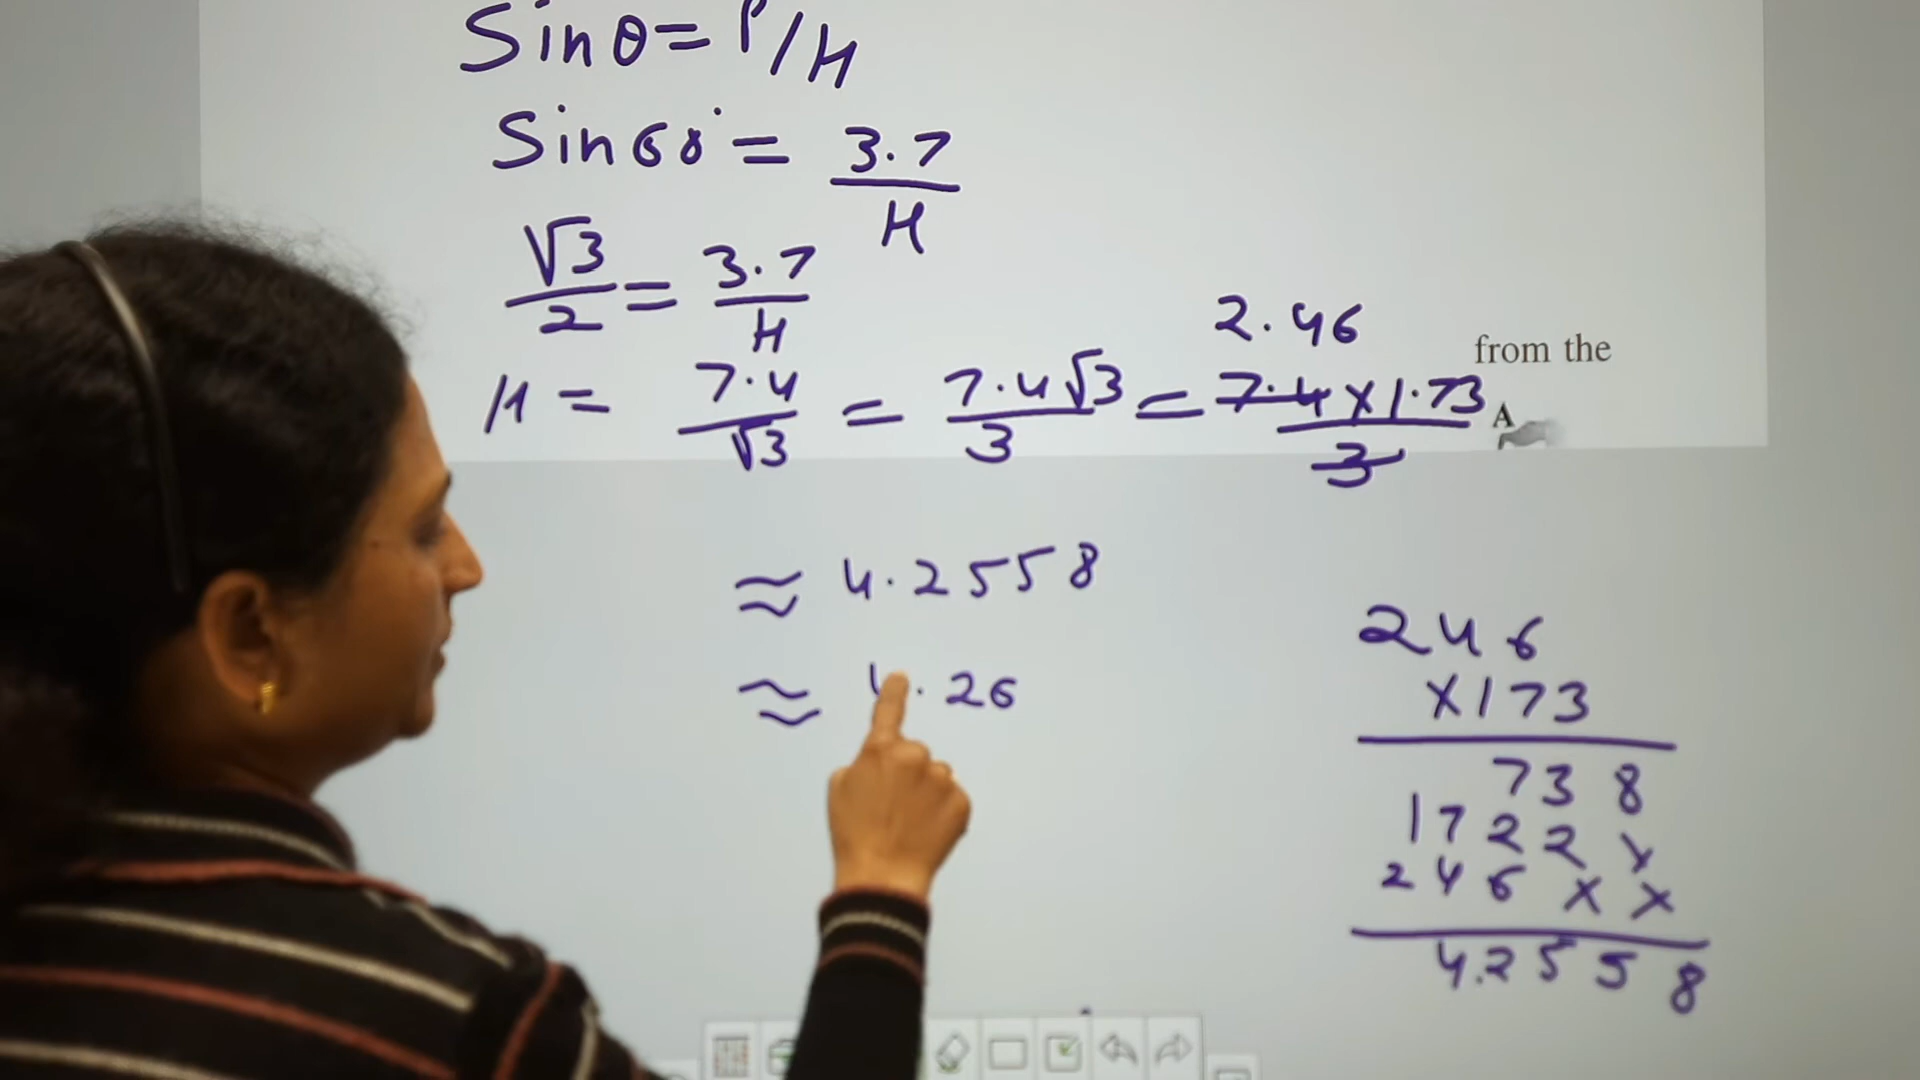 Sinθ = P/H
Sin60° = 3.7/H
√3/2 = 3.7/H
2.46
from the
H = 7.4/√3 = 7.4√3/3 = 7.4×1.73/3
A
≈ 4.2558
≈ 4.26
246
×173
738
1722×
246××
4.2558